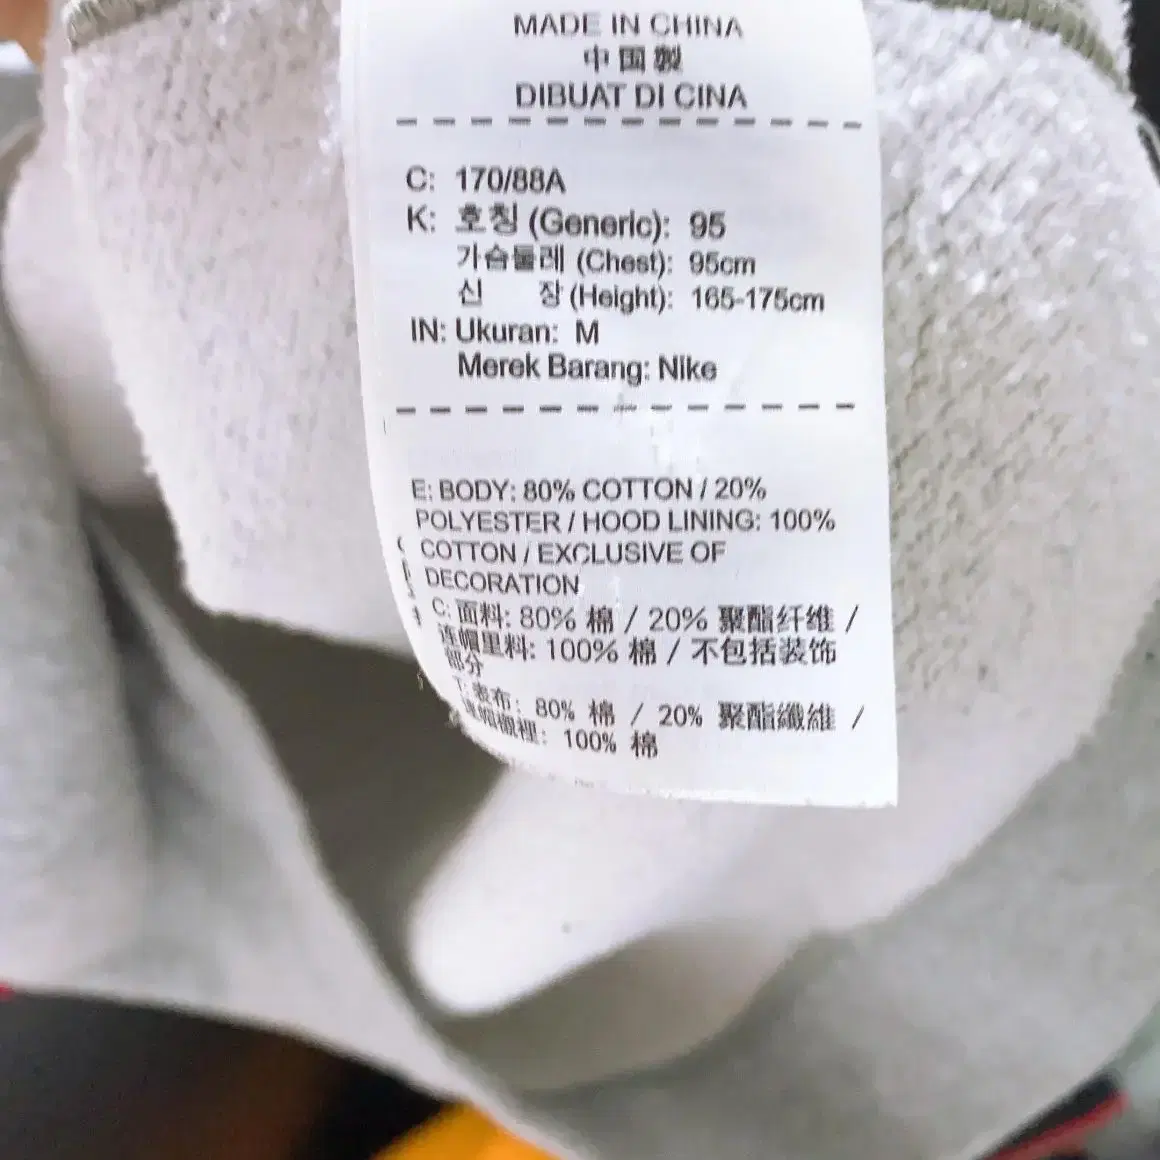 MADE IN CHINA
中国製
DIBUAT DI CINA
C: 170/88A
K: 호칭 (Generic): 95
가슴둘레 (Chest): 95cm
신 장 (Height): 165-175cm
IN: Ukuran: M
Merek Barang: Nike
E: BODY: 80% COTTON / 20%
POLYESTER / HOOD LINING: 100%
COTTON / EXCLUSIVE OF
DECORATION
C: 面料: 80% 棉 / 20% 聚酯纤维 /
连帽里料: 100% 棉 / 不包括装饰
部分
T: 表布: 80% 棉 / 20% 聚酯纖維 /
連帽襯裡: 100% 棉